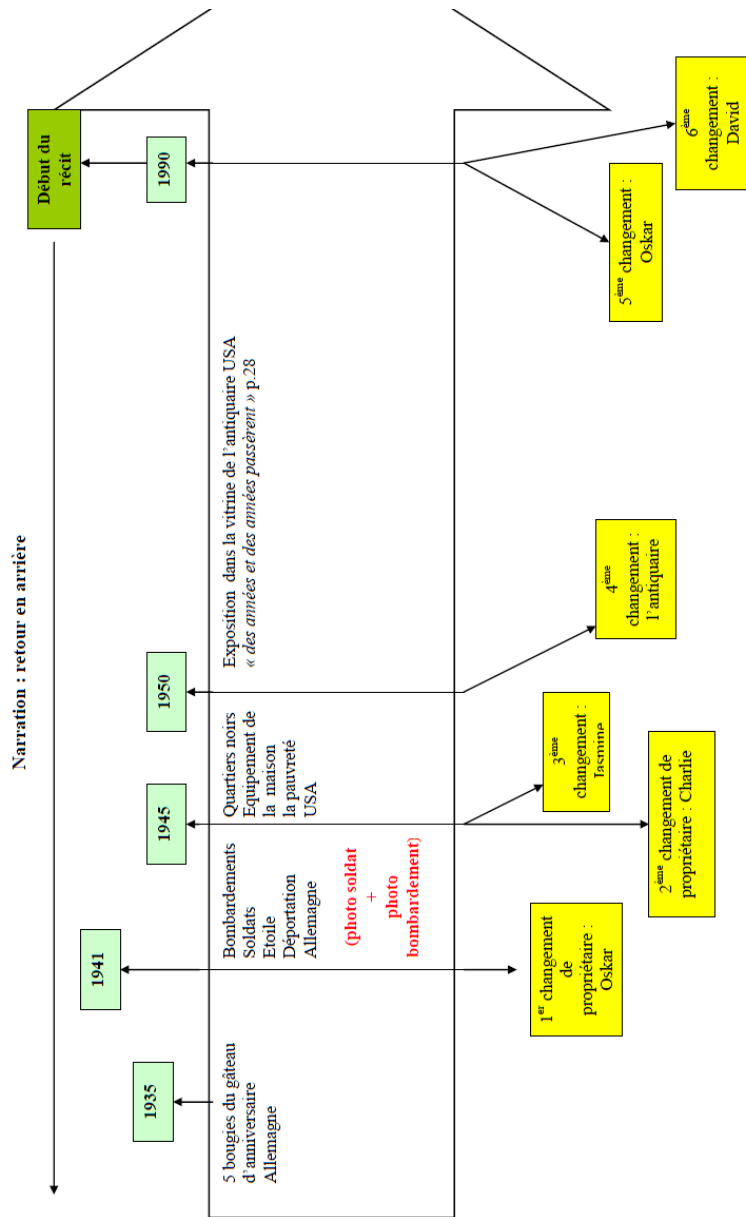 Narration : retour en arrière
Début du
récit
1935
1941
1945
1950
1990
5 bougies du gâteau
d'anniversaire
Allemagne
Bombardements
Soldats
Etoile
Déportation
Allemagne
(photo soldat
+
photo
bombardement)
Quartiers noirs
Equipement de
la maison
la pauvreté
USA
Exposition dans la vitrine de l'antiquaire USA
« des années et des années passèrent » p.28
1er changement
de
propriétaire :
Oskar
2ème changement de
propriétaire : Charlie
3ème
changement :
Jasmine
4ème
changement :
l'antiquaire
5ème changement :
Oskar
6ème
changement :
David